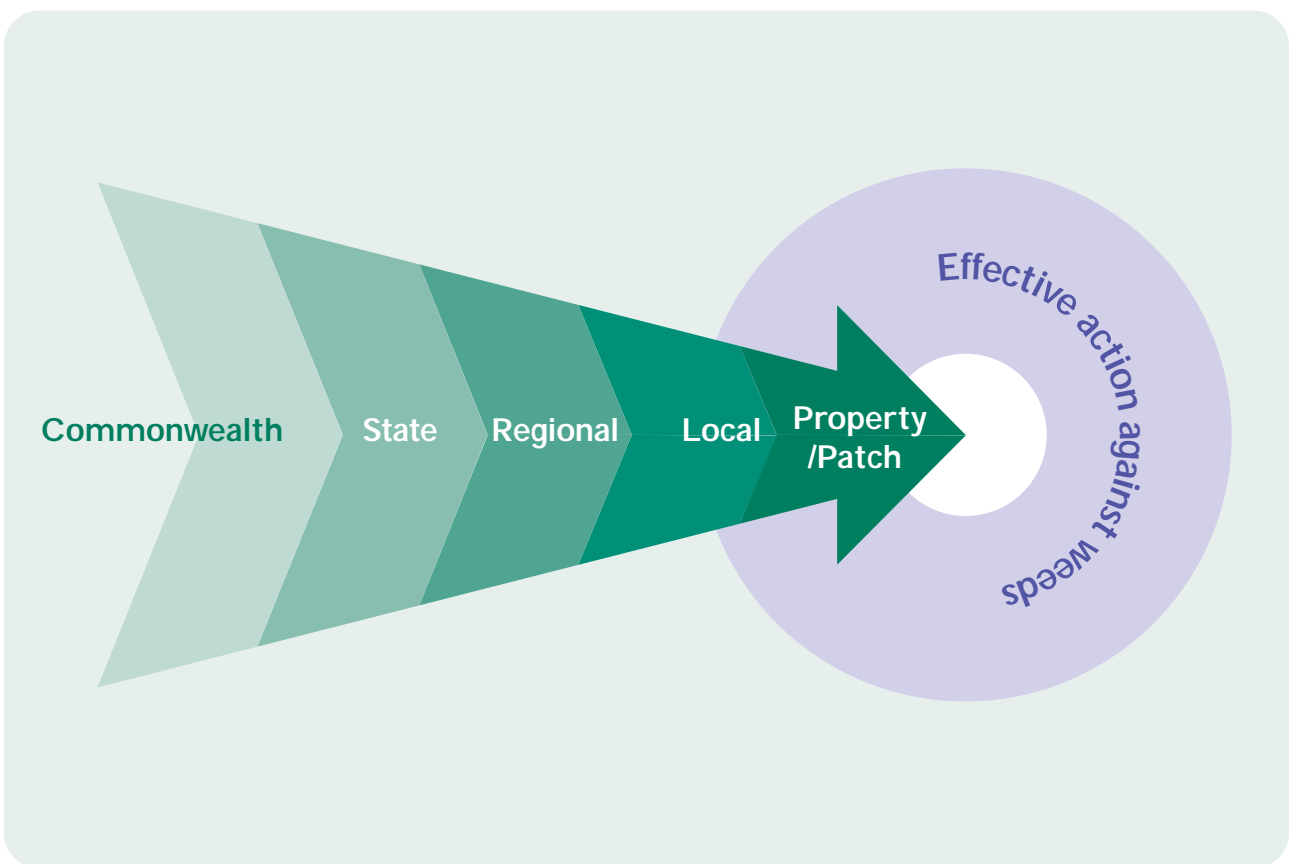 Commonwealth
State
Regional
Local
Property
/Patch
Effective action against weeds